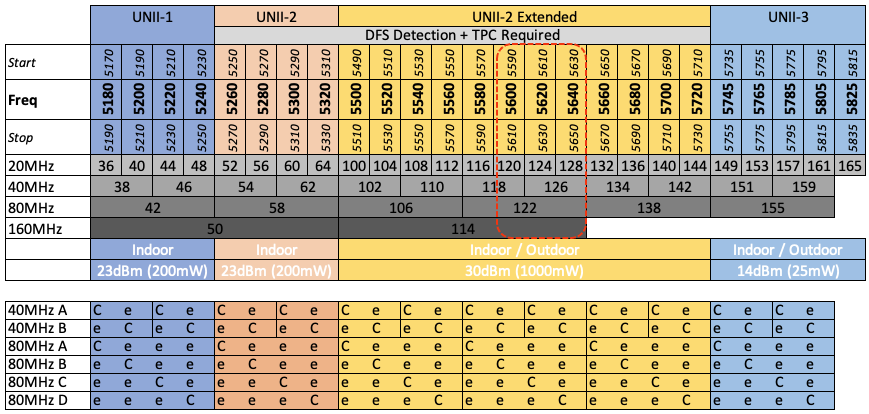 UNII-1 UNII-2 UNII-2 Extended UNII-3
DFS Detection + TPC Required
Start 5170 5190 5210 5230 5250 5270 5290 5310 5490 5510 5530 5550 5570 5590 5610 5630 5650 5670 5690 5710 5735 5755 5775 5795 5815
Freq 5180 5200 5220 5240 5260 5280 5300 5320 5500 5520 5540 5560 5580 5600 5620 5640 5660 5680 5700 5720 5745 5765 5785 5805 5825
Stop 5190 5210 5230 5250 5270 5290 5310 5330 5510 5530 5550 5570 5590 5610 5630 5650 5670 5690 5710 5730 5755 5775 5795 5815 5835
20MHz 36 40 44 48 52 56 60 64 100 104 108 112 116 120 124 128 132 136 140 144 149 153 157 161 165
40MHz 38 46 54 62 102 110 118 126 134 142 151 159
80MHz 42 58 106 122 138 155
160MHz 50 114
Indoor Indoor Indoor / Outdoor Indoor / Outdoor
23dBm (200mW) 23dBm (200mW) 30dBm (1000mW) 14dBm (25mW)
40MHz A C e C e C e C e C e C e C e C e C e C e C e C e
40MHz B e C e C e C e C e C e C e C e C e C e C e C e C
80MHz A C e e e C e e e C e e e C e e e C e e e C e e e
80MHz B e C e e e C e e e C e e e C e e e C e e e C e e
80MHz C e e C e e e C e e e C e e e C e e e C e e e C e
80MHz D e e e C e e e C e e e C e e e C e e e C e e e C